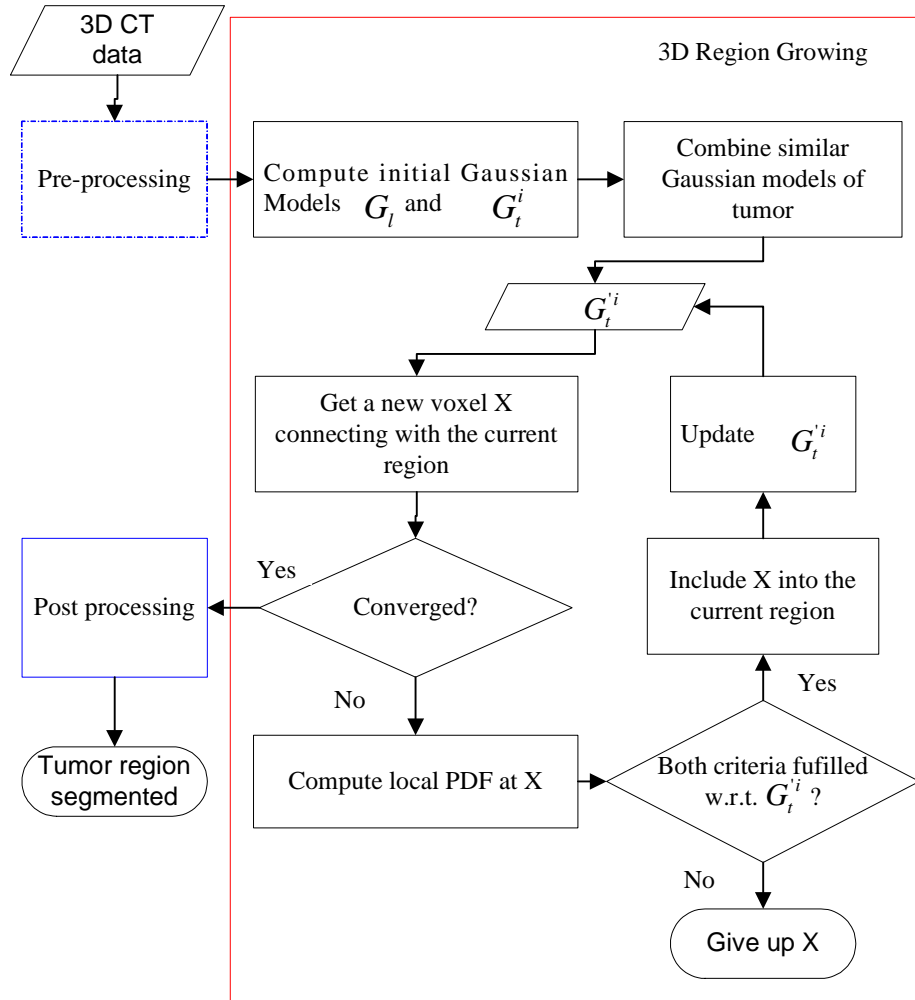 3D CT
data
3D Region Growing
Pre-processing
Compute initial Gaussian
Models G_l and G_t^i
Combine similar
Gaussian models of
tumor
G_t^{'i}
Get a new voxel X
connecting with the current
region
Update G_t^{'i}
Yes
Post processing
Converged?
Include X into the
current region
No
Yes
Tumor region
segmented
Compute local PDF at X
Both criteria fufilled
w.r.t. G_t^{'i} ?
No
Give up X